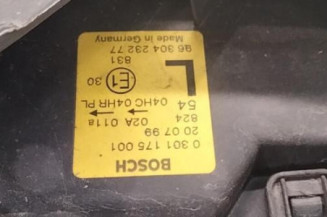 BOSCH
0 301 175 001
20 07 99
824 02A 011a
54 04HC 04HR PL
L E1 30
831
96 304 232 77
Made in Germany